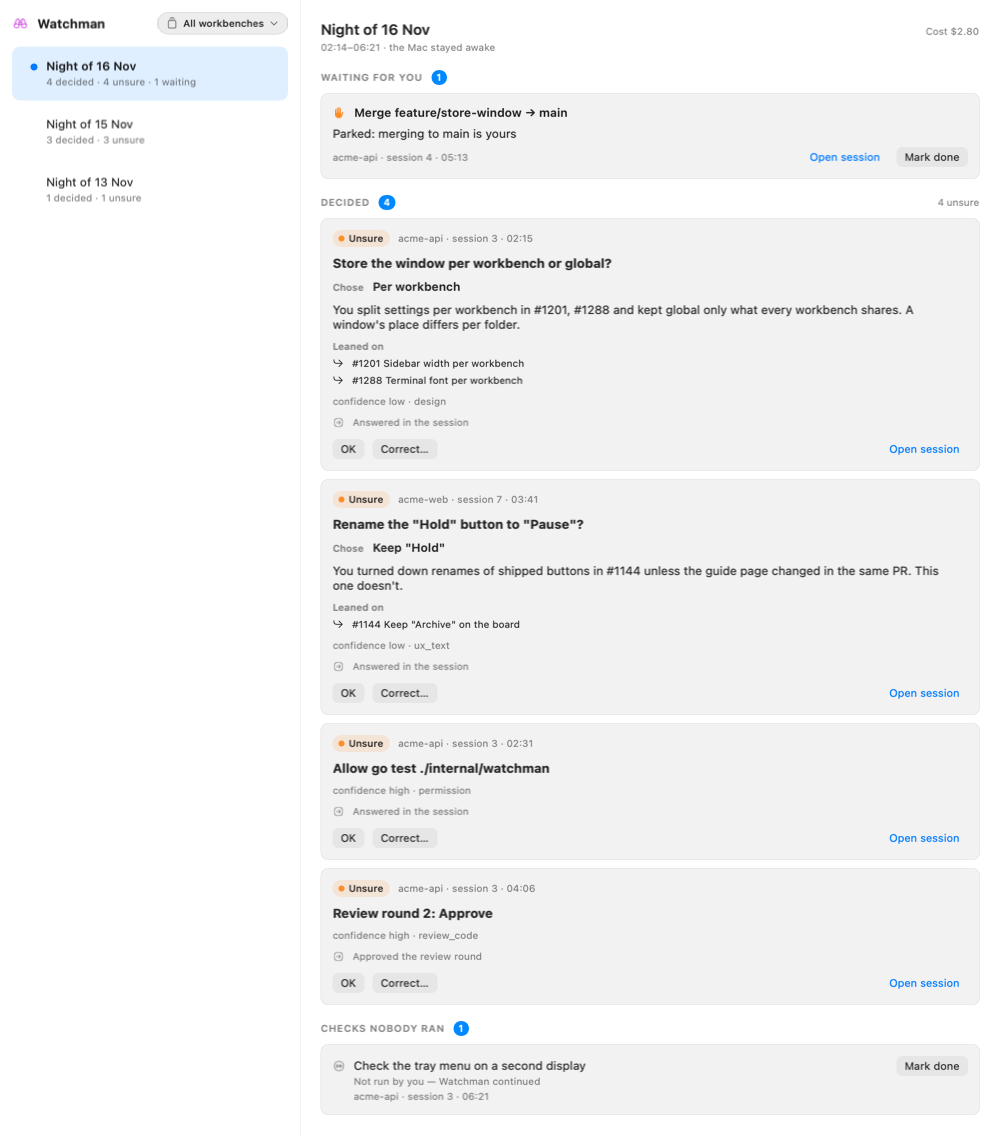 Watchman
All workbenches
Night of 16 Nov
4 decided · 4 unsure · 1 waiting
Night of 15 Nov
3 decided · 3 unsure
Night of 13 Nov
1 decided · 1 unsure
Night of 16 Nov
Cost $2.80
02:14–06:21 · the Mac stayed awake
WAITING FOR YOU 1
Merge feature/store-window → main
Parked: merging to main is yours
acme-api · session 4 · 05:13
Open session
Mark done
DECIDED 4
4 unsure
Unsure acme-api · session 3 · 02:15
Store the window per workbench or global?
Chose Per workbench
You split settings per workbench in #1201, #1288 and kept global only what every workbench shares. A
window's place differs per folder.
Leaned on
#1201 Sidebar width per workbench
#1288 Terminal font per workbench
confidence low · design
Answered in the session
OK
Correct...
Open session
Unsure acme-web · session 7 · 03:41
Rename the "Hold" button to "Pause"?
Chose Keep "Hold"
You turned down renames of shipped buttons in #1144 unless the guide page changed in the same PR. This
one doesn't.
Leaned on
#1144 Keep "Archive" on the board
confidence low · ux_text
Answered in the session
OK
Correct...
Open session
Unsure acme-api · session 3 · 02:31
Allow go test ./internal/watchman
confidence high · permission
Answered in the session
OK
Correct...
Open session
Unsure acme-api · session 3 · 04:06
Review round 2: Approve
confidence high · review_code
Approved the review round
OK
Correct...
Open session
CHECKS NOBODY RAN 1
Check the tray menu on a second display
Mark done
Not run by you — Watchman continued
acme-api · session 3 · 06:21